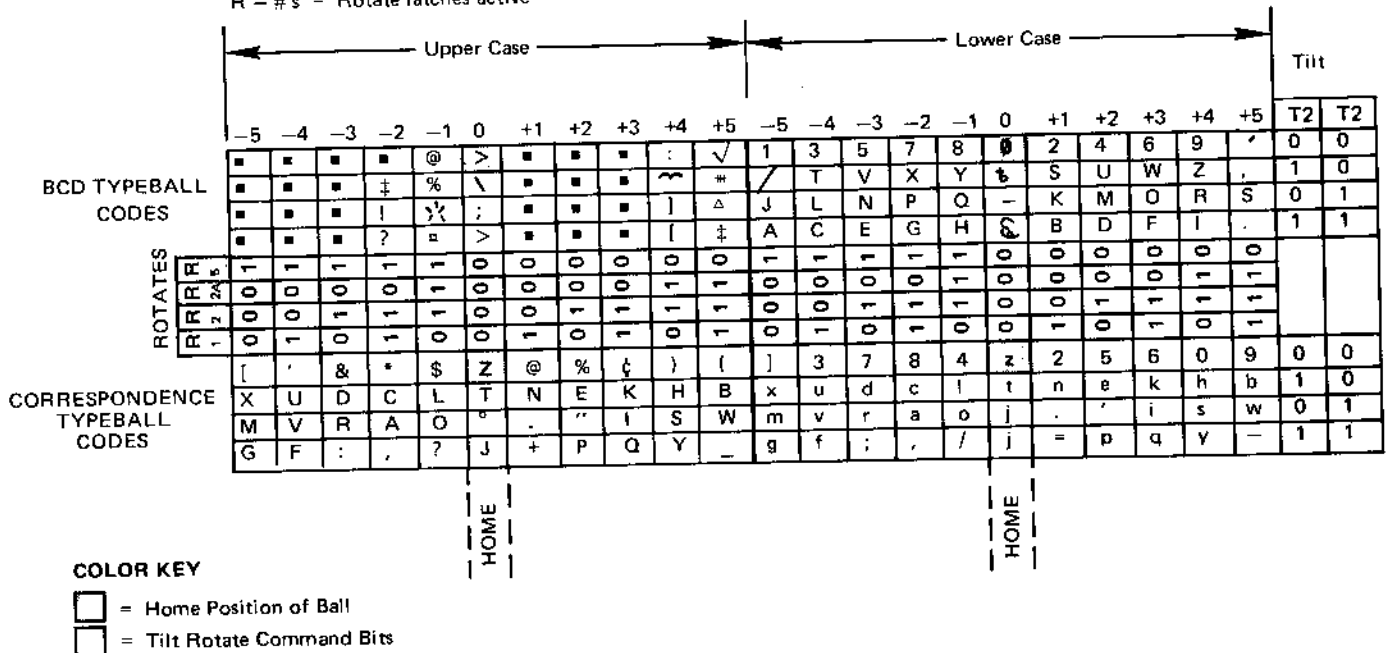 R – #'s = Rotate latches active
Upper Case Lower Case
Tilt
–5 –4 –3 –2 –1 0 +1 +2 +3 +4 +5 –5 –4 –3 –2 –1 0 +1 +2 +3 +4 +5 T2 T2
■ ■ ■ ■ @ > ■ ■ ■ : √ 1 3 5 7 8 0 2 4 6 9 ' 0 0
BCD TYPEBALL
■ ■ ■ ‡ % \ ■ ■ ■ # / T V X Y ␢ S U W Z , 1 0
CODES
■ ■ ■ ! ; ■ ■ ■ ] Δ J L N P Q – K M O R S 0 1
■ ■ ■ ? ¤ > ■ ■ ■ [ ‡ A C E G H & B D F I . 1 1
ROTATES
R 5 1 1 1 1 1 0 0 0 0 0 0 1 1 1 1 1 0 0 0 0 0 0
R 2A 0 0 0 0 1 0 0 0 0 1 1 0 0 0 0 1 0 0 0 0 1 1
R 2 0 0 1 1 1 0 0 1 1 1 1 0 0 1 1 1 0 0 1 1 1 1
R 1 0 1 0 1 0 0 1 0 1 0 1 0 1 0 1 0 0 1 0 1 0 1
[ ' & * $ Z @ % ¢ ) ( ] 3 7 8 4 z 2 5 6 0 9 0 0
CORRESPONDENCE
X U D C L T N E K H B x u d c ! t n e k h b 1 0
TYPEBALL
M V R A O ° . " I S W m v r a o j . ' i s w 0 1
CODES
G F : , ? J + P Q Y _ g f ; , / j = p q y – 1 1
HOME HOME
COLOR KEY
= Home Position of Ball
= Tilt Rotate Command Bits